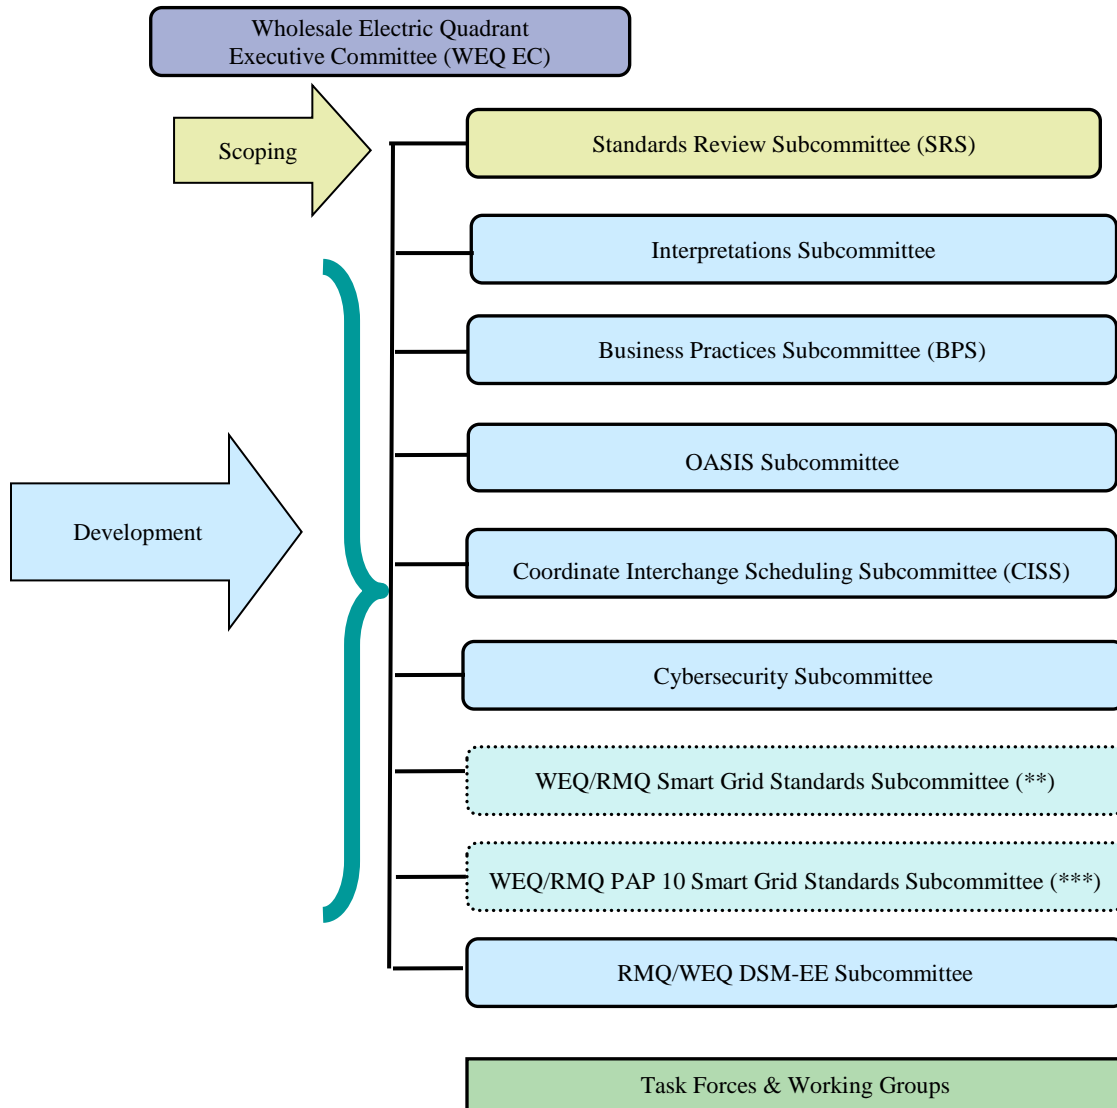 Wholesale Electric Quadrant
Executive Committee (WEQ EC)
Scoping
Standards Review Subcommittee (SRS)
Interpretations Subcommittee
Business Practices Subcommittee (BPS)
OASIS Subcommittee
Development
Coordinate Interchange Scheduling Subcommittee (CISS)
Cybersecurity Subcommittee
WEQ/RMQ Smart Grid Standards Subcommittee (**)
WEQ/RMQ PAP 10 Smart Grid Standards Subcommittee (***)
RMQ/WEQ DSM-EE Subcommittee
Task Forces & Working Groups